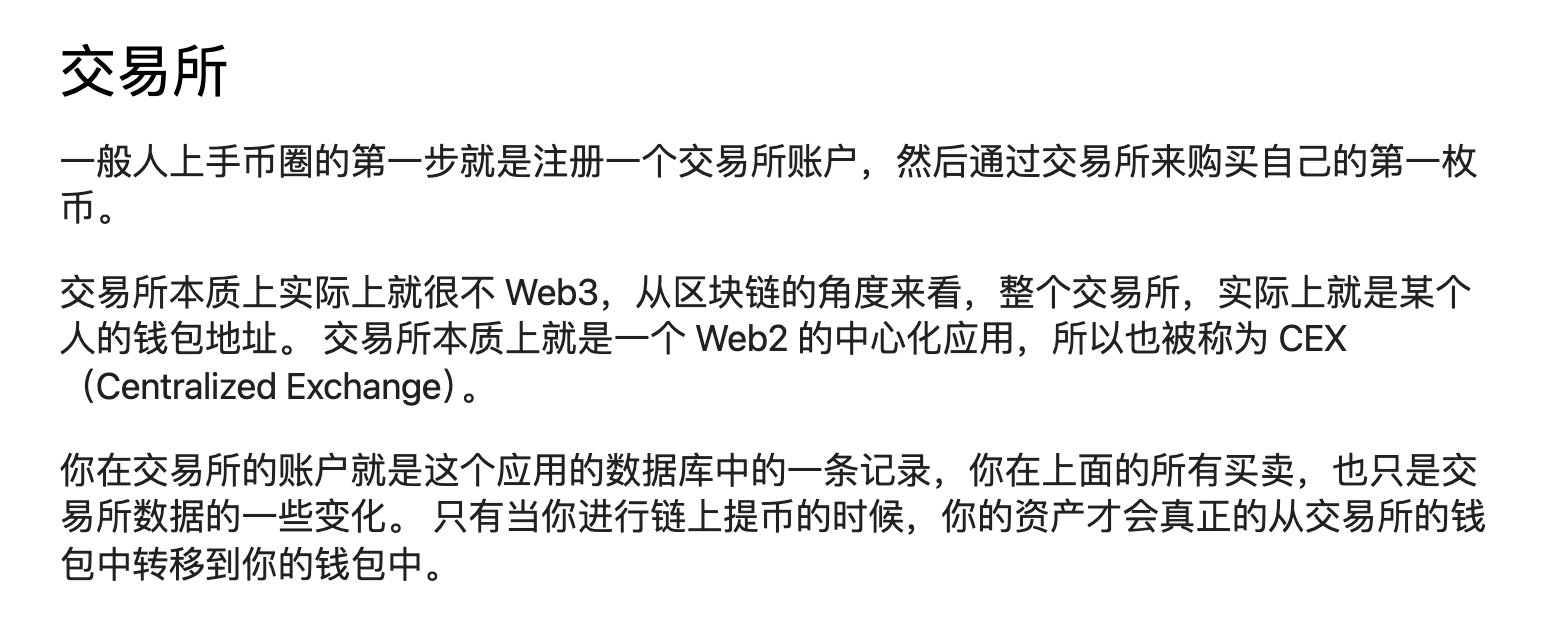 交易所
一般人上手币圈的第一步就是注册一个交易所账户，然后通过交易所来购买自己的第一枚
币。
交易所本质上实际上就很不 Web3，从区块链的角度来看，整个交易所，实际上就是某个
人的钱包地址。 交易所本质上就是一个 Web2 的中心化应用，所以也被称为 CEX
（Centralized Exchange）。
你在交易所的账户就是这个应用的数据库中的一条记录，你在上面的所有买卖，也只是交
易所数据的一些变化。 只有当你进行链上提币的时候，你的资产才会真正的从交易所的钱
包中转移到你的钱包中。